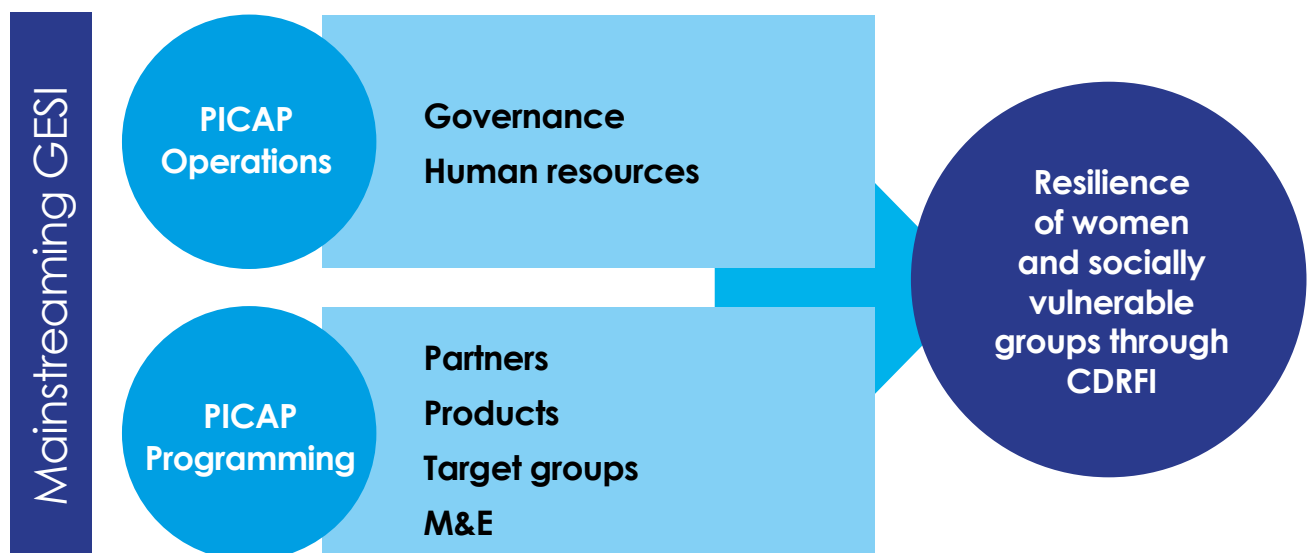 Mainstreaming GESI
PICAP
Operations
Governance
Human resources
PICAP
Programming
Partners
Products
Target groups
M&E
Resilience
of women
and socially
vulnerable
groups through
CDRFI